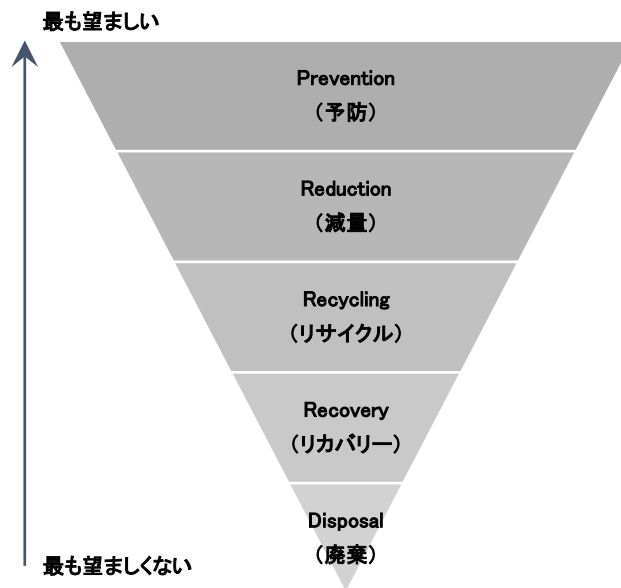 最も望ましい
Prevention
（予防）
Reduction
（減量）
Recycling
（リサイクル）
Recovery
（リカバリー）
Disposal
（廃棄）
最も望ましくない